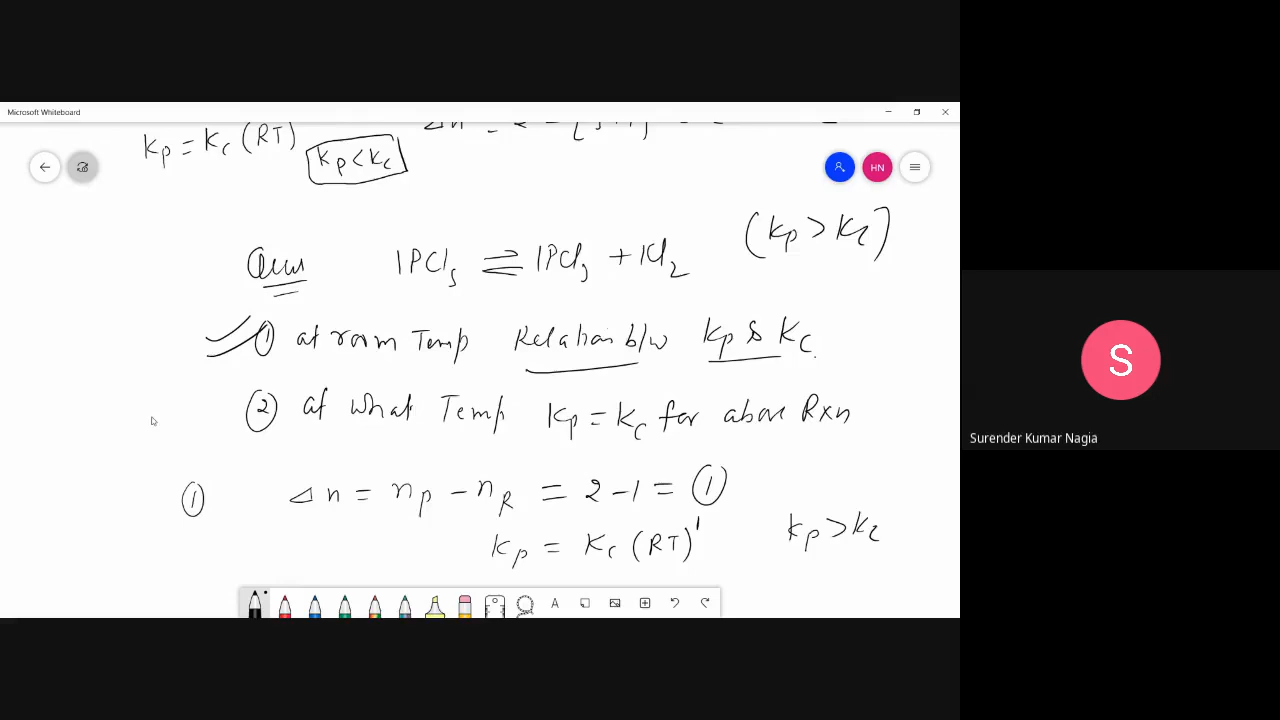 Microsoft Whiteboard
Kp = Kc (RT)
Kp < Kc
HN
(Kp > Kc)
Ques 1PCl5 ⇌ 1PCl3 + 1Cl2
① at room Temp Relation b/w Kp & Kc.
② at what Temp Kp = Kc for above Rxn
① Δn = np - nR = 2 - 1 = ①
Kp = Kc (RT)¹ Kp > Kc
A
S
Surender Kumar Nagia